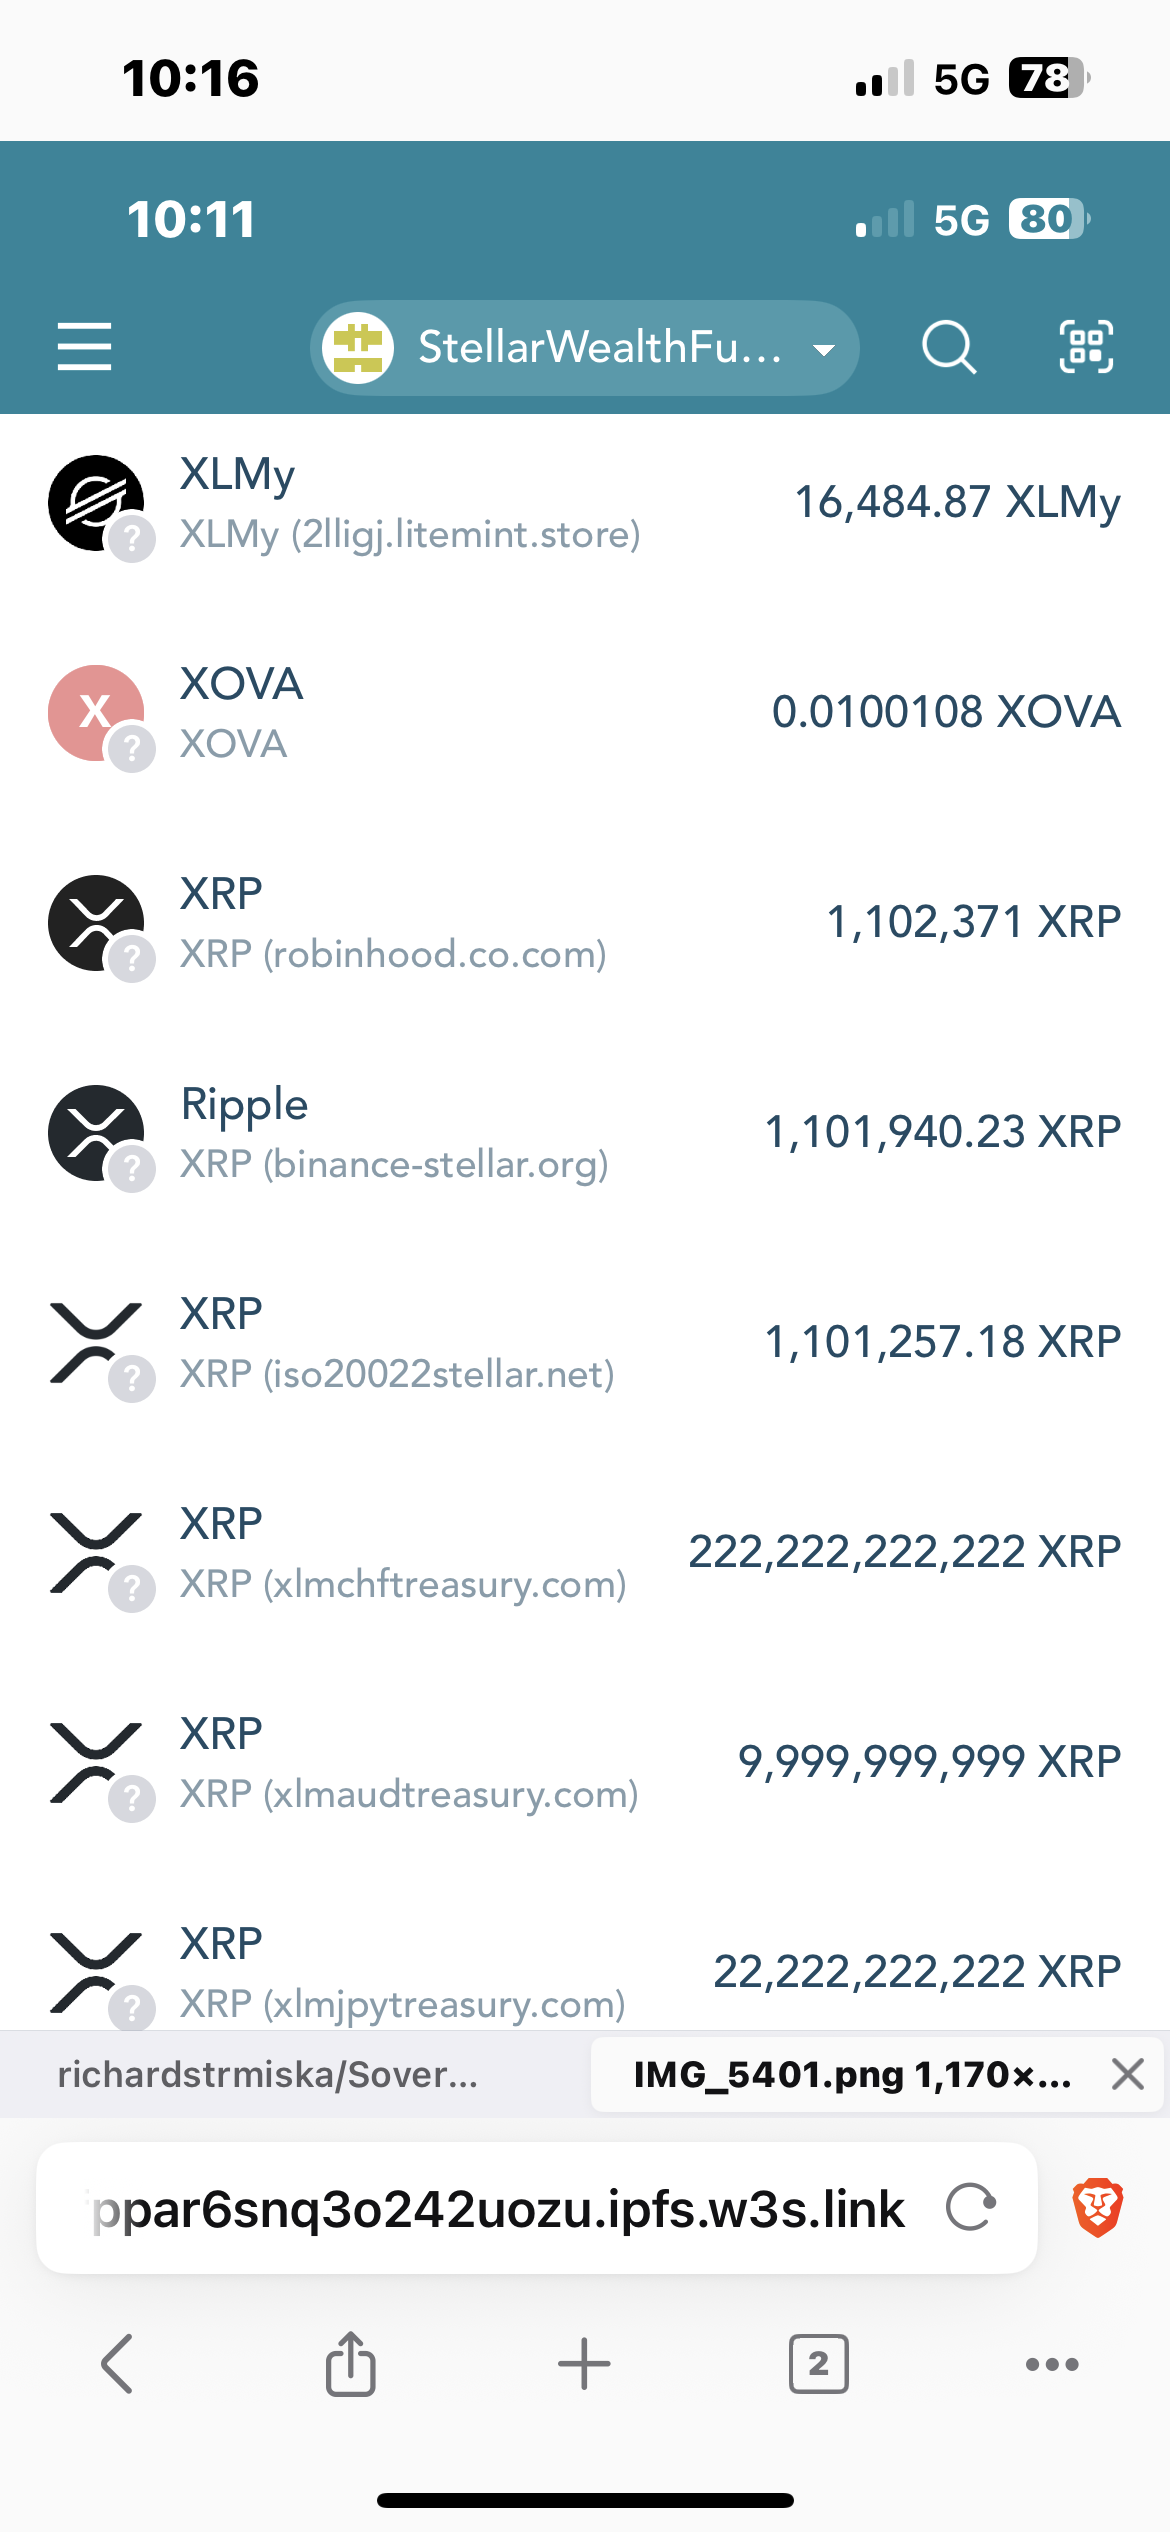 10:16
5G 78
10:11
5G 80
StellarWealthFu...
XLMy
XLMy (2lligj.litemint.store)
16,484.87 XLMy
X
XOVA
XOVA
0.0100108 XOVA
XRP
XRP (robinhood.co.com)
1,102,371 XRP
Ripple
XRP (binance-stellar.org)
1,101,940.23 XRP
XRP
XRP (iso20022stellar.net)
1,101,257.18 XRP
XRP
XRP (xlmchftreasury.com)
222,222,222,222 XRP
XRP
XRP (xlmaudtreasury.com)
9,999,999,999 XRP
XRP
XRP (xlmjpytreasury.com)
22,222,222,222 XRP
richardstrmiska/Sover...
IMG_5401.png 1,170×...
ppar6snq3o242uozu.ipfs.w3s.link
2